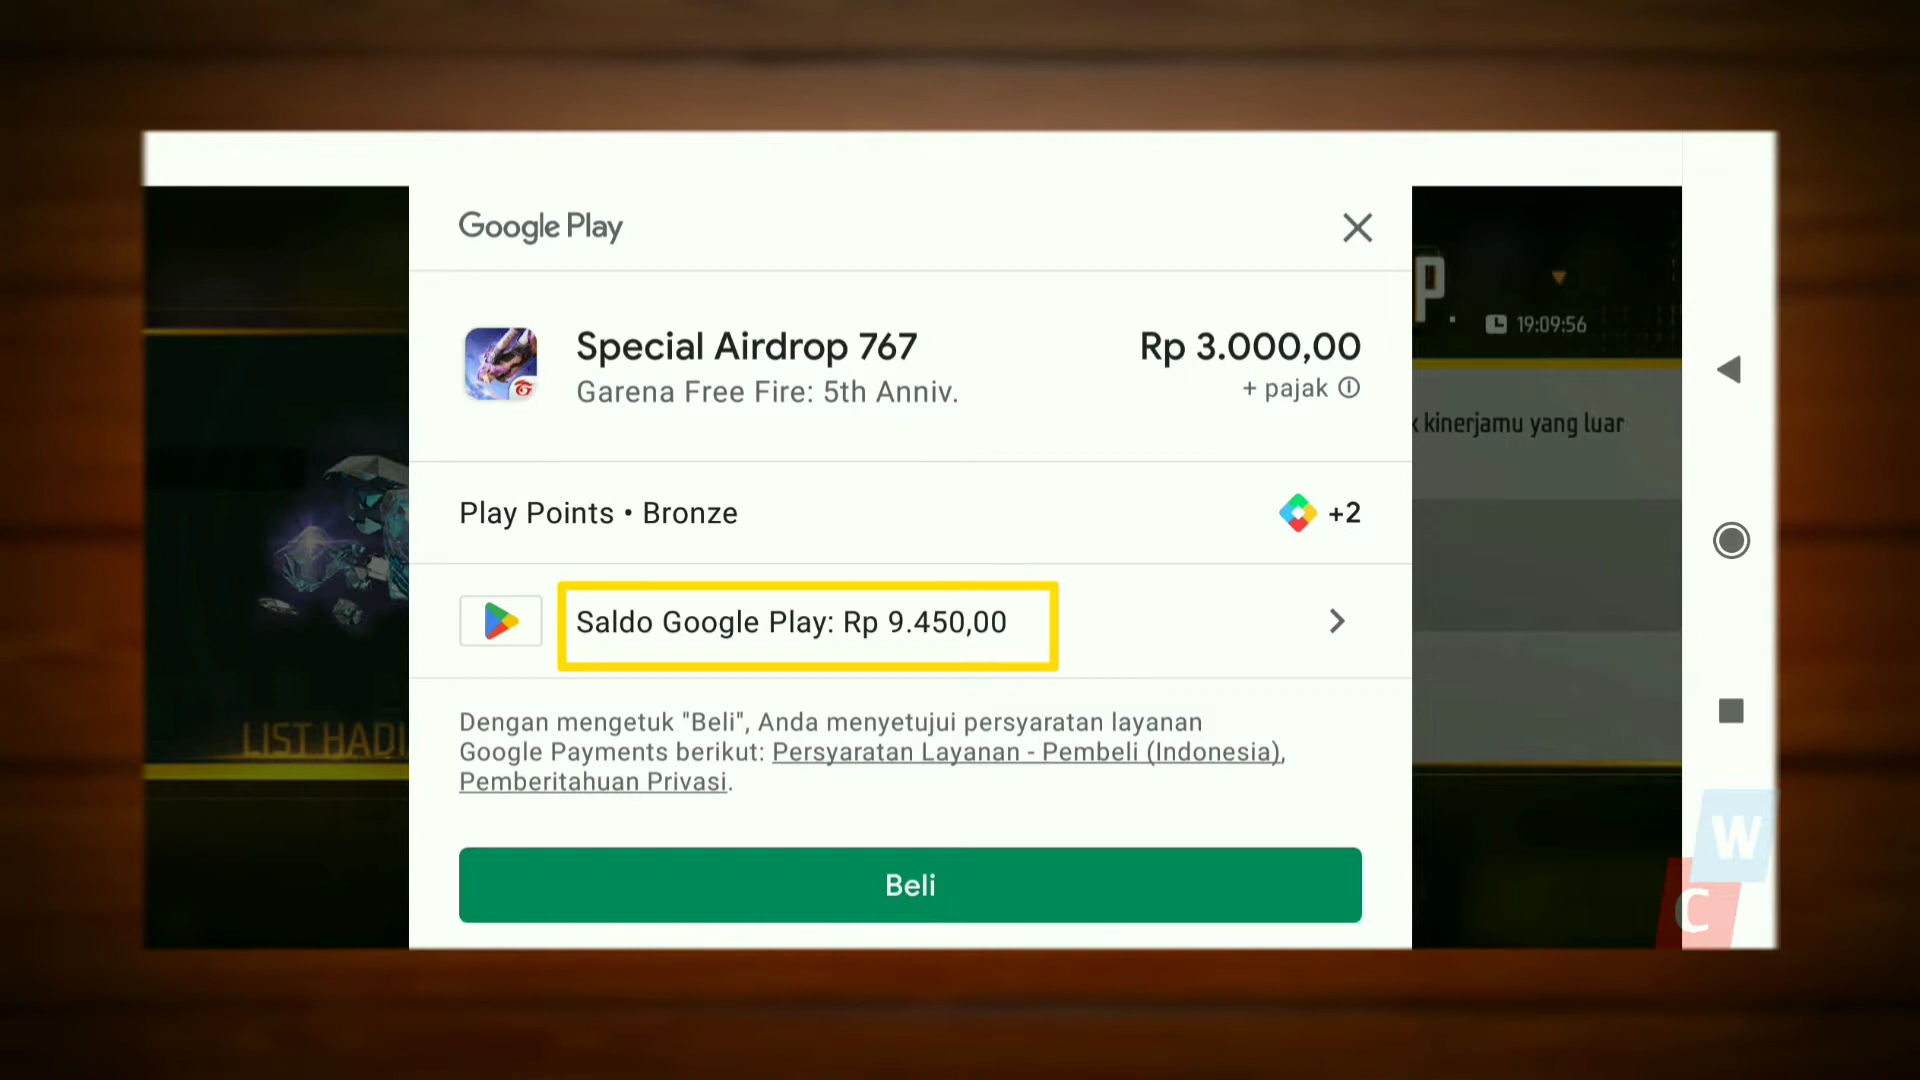 Google Play
Special Airdrop 767
Rp 3.000,00
Garena Free Fire: 5th Anniv.
+ pajak
P.
19:09:56
kinerjamu yang luar
Play Points • Bronze
+2
Saldo Google Play: Rp 9.450,00
LIST HADI
Dengan mengetuk "Beli", Anda menyetujui persyaratan layanan
Google Payments berikut: Persyaratan Layanan - Pembeli (Indonesia),
Pemberitahuan Privasi.
Beli
W
C